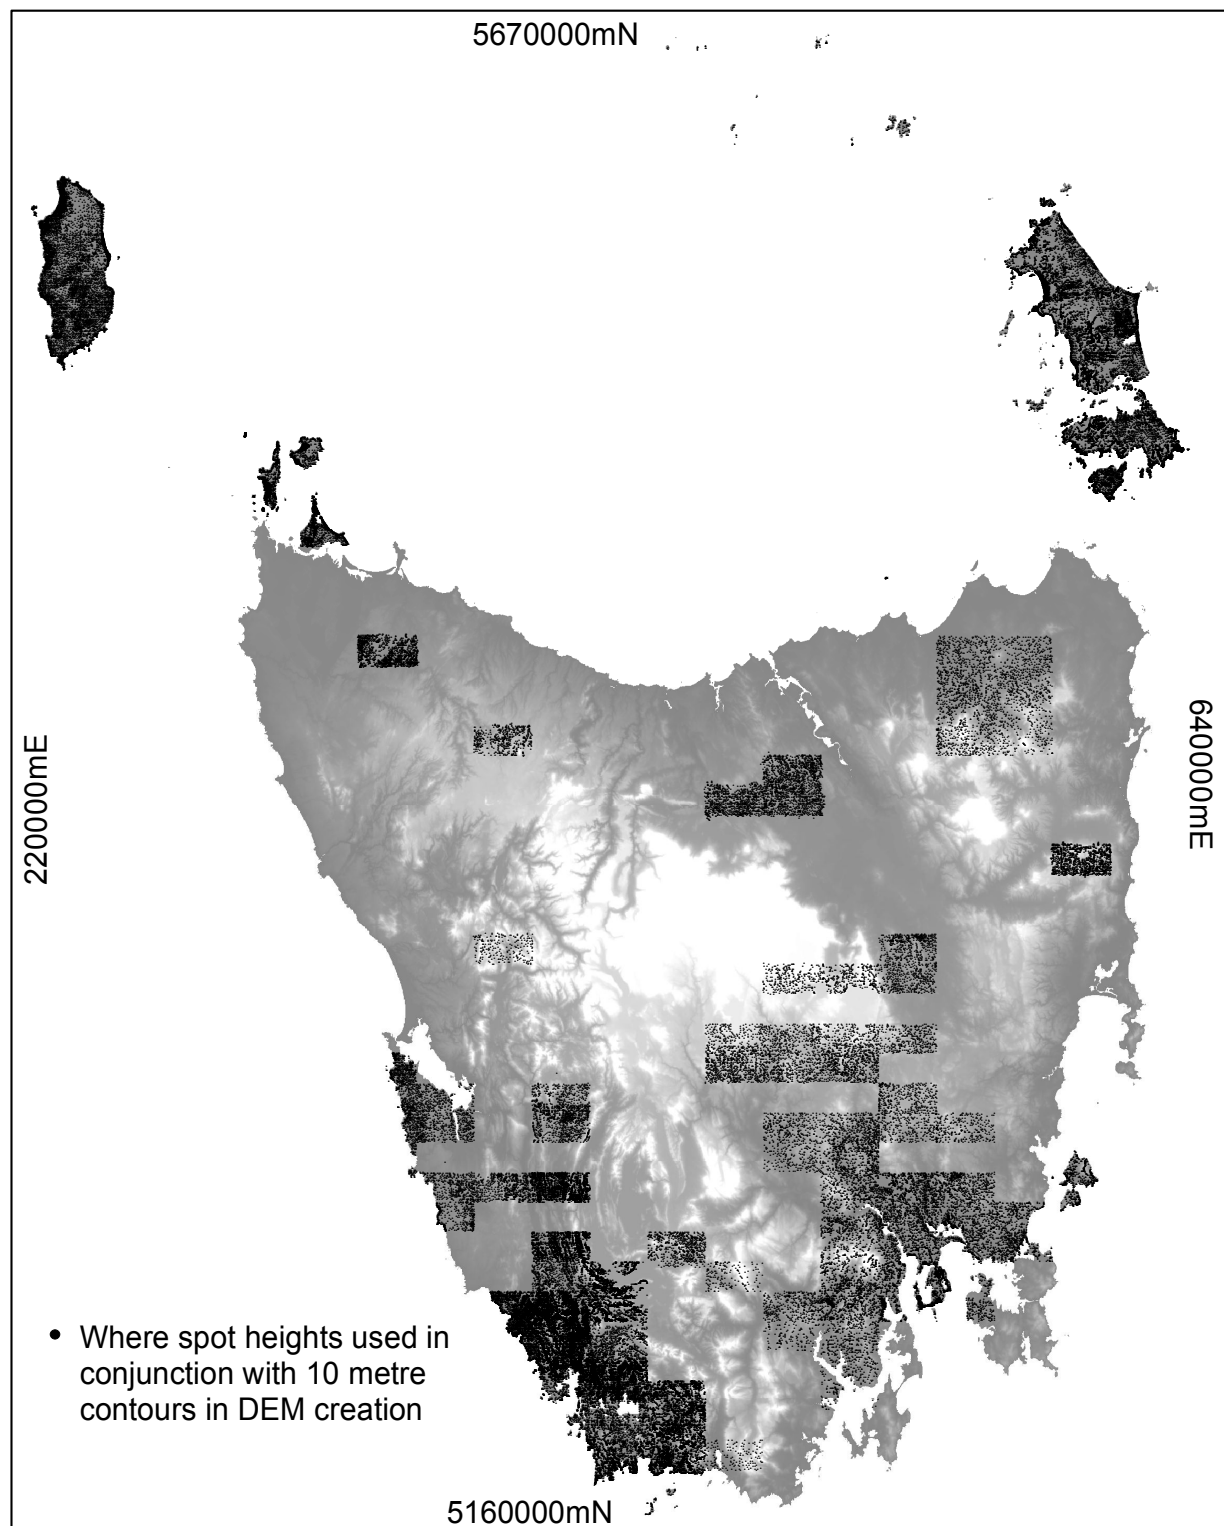 5670000mN
220000mE
640000mE
• Where spot heights used in
conjunction with 10 metre
contours in DEM creation
5160000mN